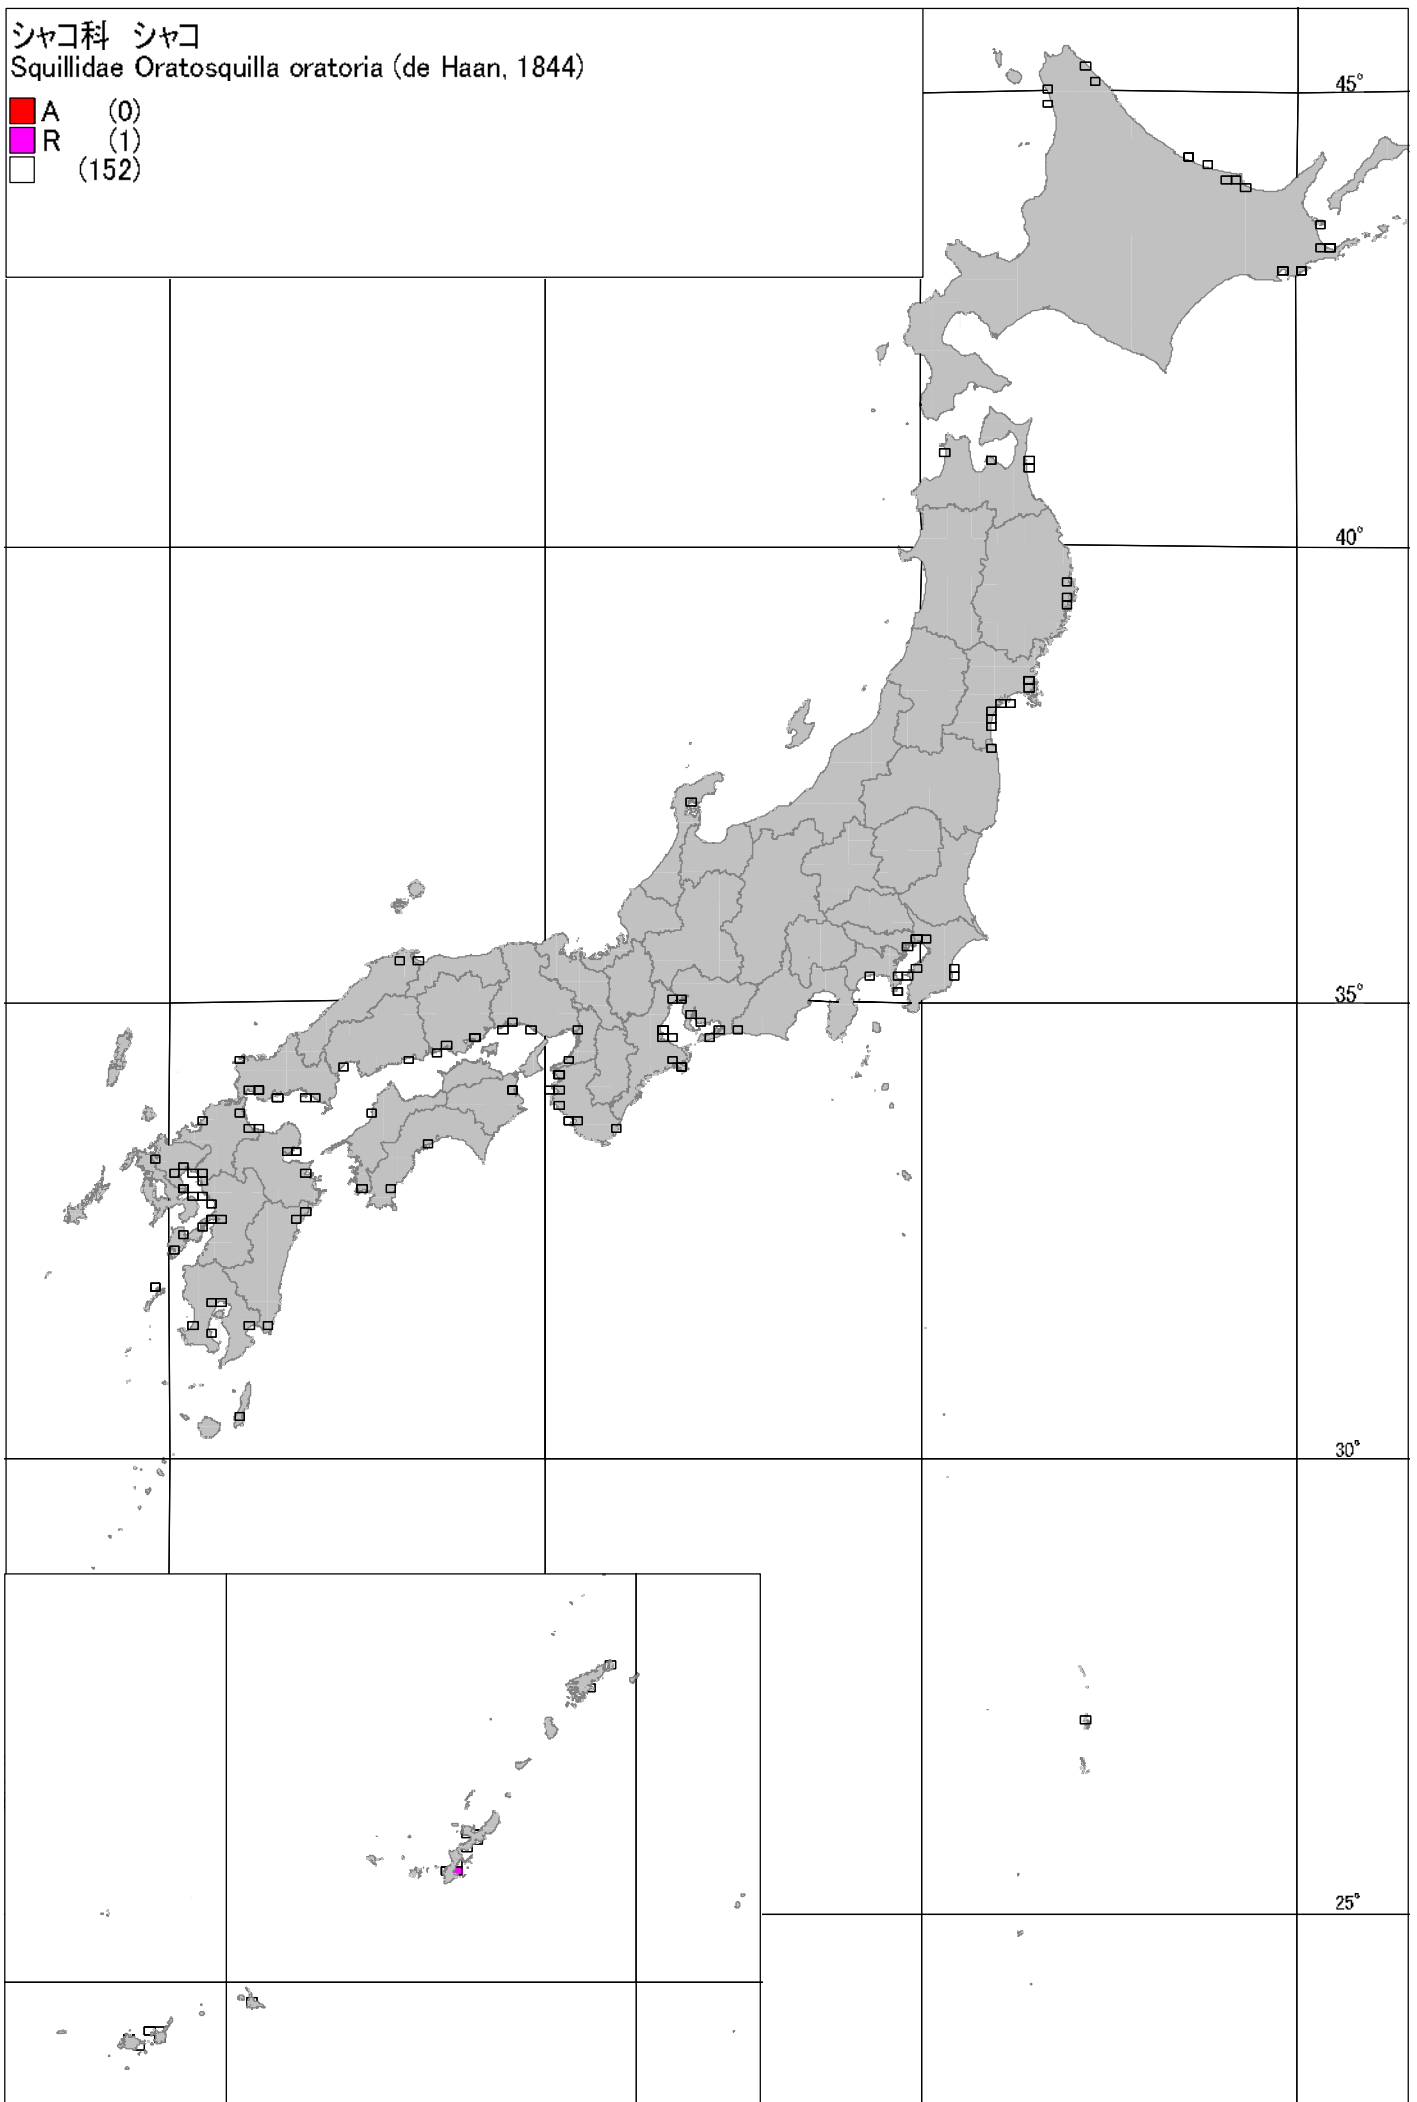 シャコ科　シャコ
Squillidae Oratosquilla oratoria (de Haan, 1844)
A (0)
R (1)
(152)
45°
40°
35°
30°
25°